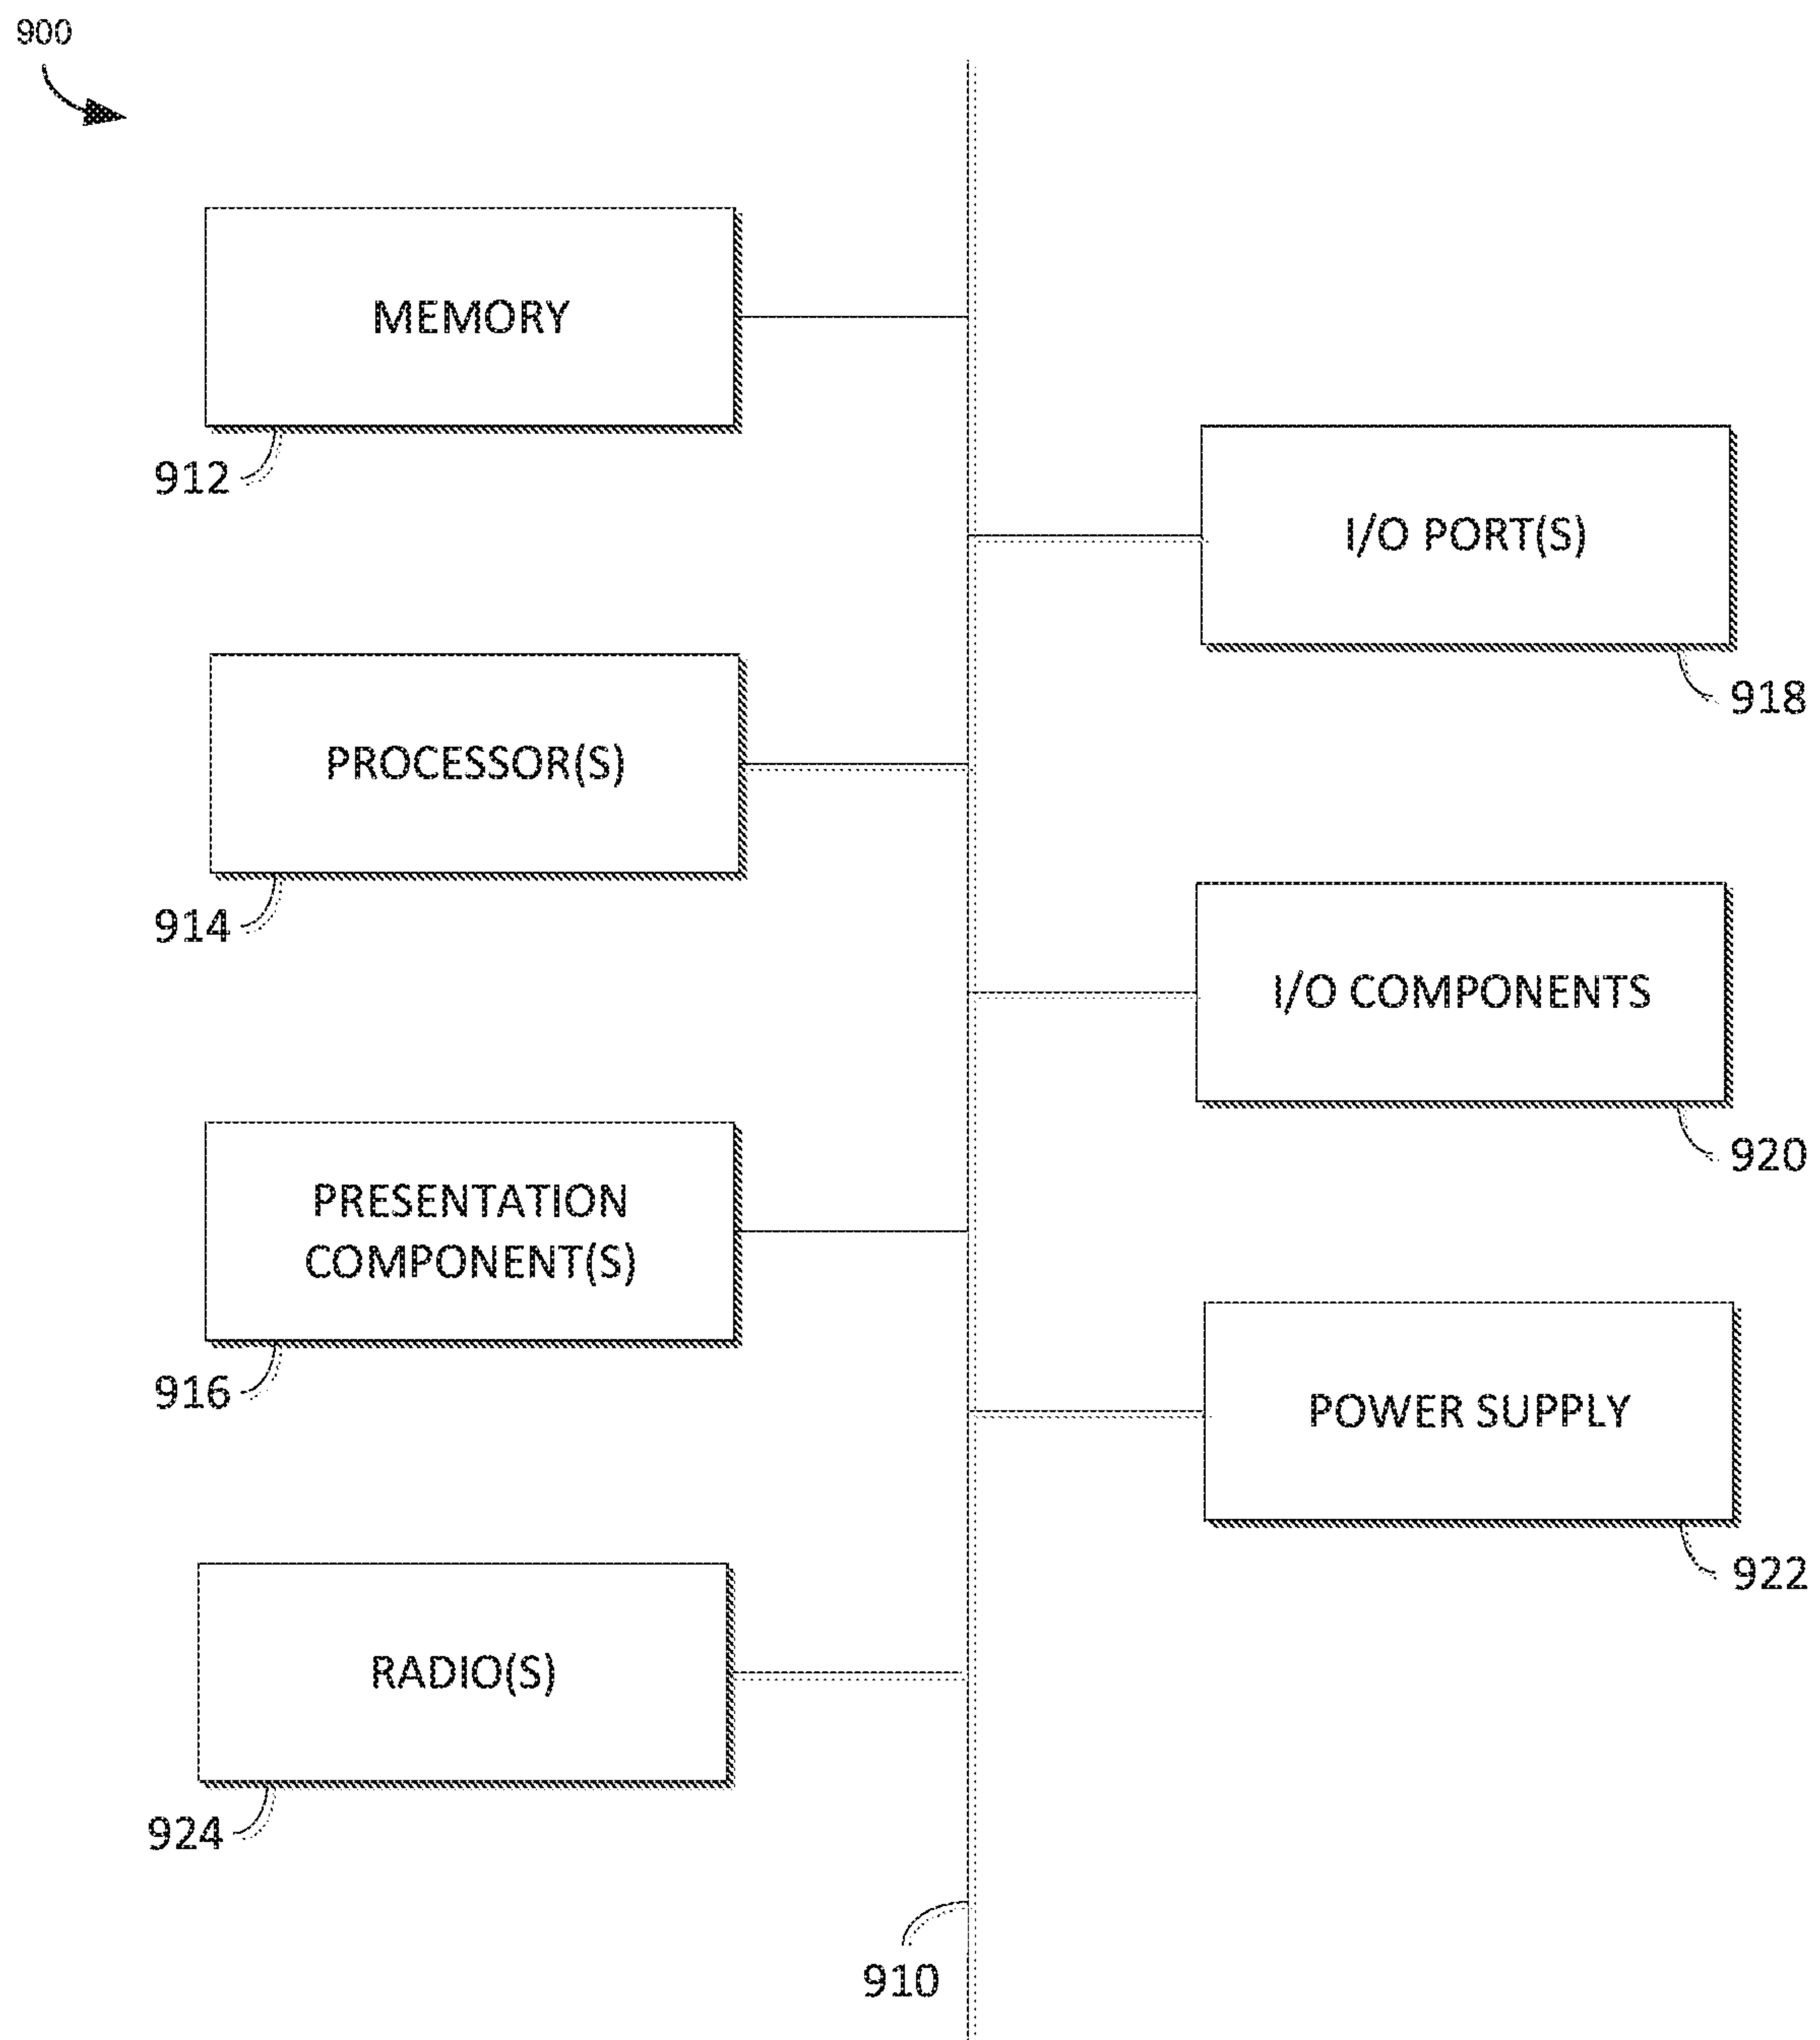 900
MEMORY
912
I/O PORT(S)
918
PROCESSOR(S)
914
I/O COMPONENTS
920
PRESENTATION
COMPONENT(S)
916
POWER SUPPLY
922
RADIO(S)
924
910